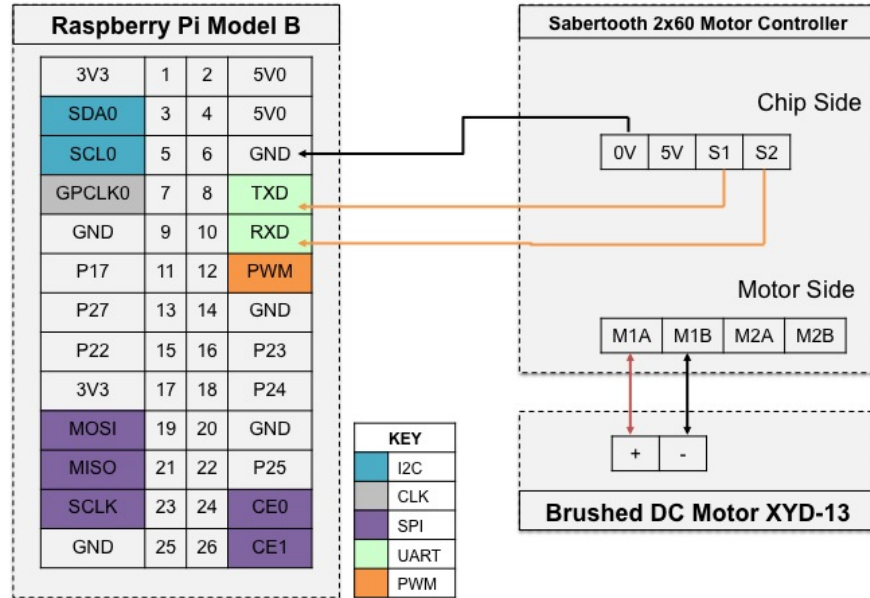 Raspberry Pi Model B
3V3 1 2 5V0
SDA0 3 4 5V0
SCL0 5 6 GND
GPCLK0 7 8 TXD
GND 9 10 RXD
P17 11 12 PWM
P27 13 14 GND
P22 15 16 P23
3V3 17 18 P24
MOSI 19 20 GND
MISO 21 22 P25
SCLK 23 24 CE0
GND 25 26 CE1
KEY
I2C
CLK
SPI
UART
PWM
Sabertooth 2x60 Motor Controller
Chip Side
0V 5V S1 S2
Motor Side
M1A M1B M2A M2B
+ -
Brushed DC Motor XYD-13